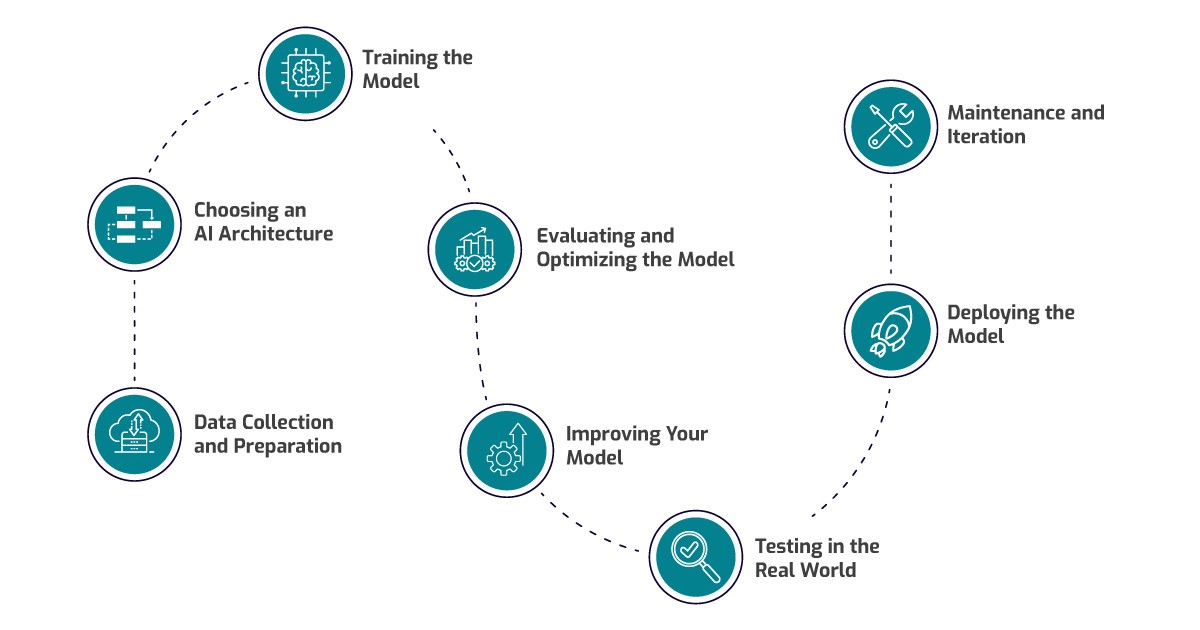 Training the
Model
Maintenance and
Iteration
Choosing an
AI Architecture
Evaluating and
Optimizing the Model
Deploying the
Model
Data Collection
and Preparation
Improving Your
Model
Testing in the
Real World